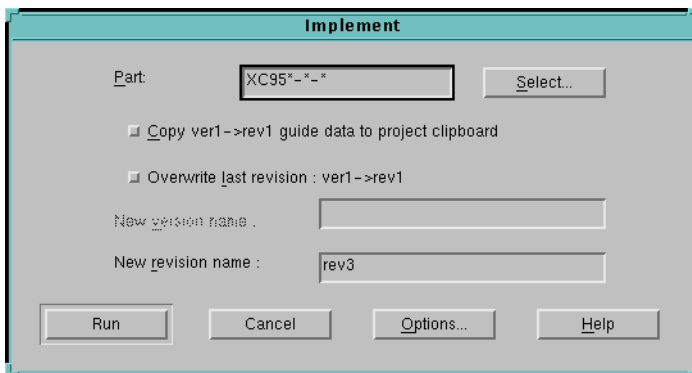 Implement
Part: XC95*-*-* Select...
Copy ver1->rev1 guide data to project clipboard
Overwrite last revision : ver1->rev1
New version name :
New revision name : rev3
Run Cancel Options... Help